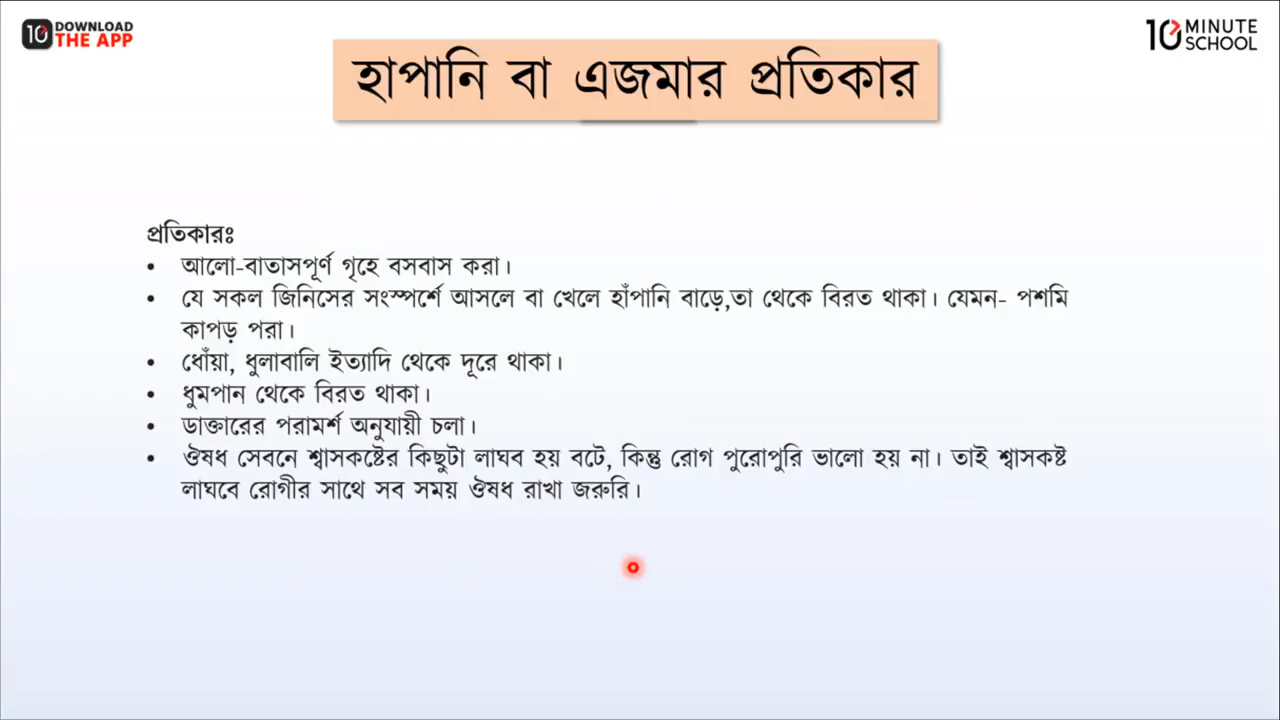 DOWNLOAD
THE APP
10 MINUTE
SCHOOL
হাপানি বা এজমার প্রতিকার
প্রতিকারঃ
• আলো-বাতাসপূর্ণ গৃহে বসবাস করা।
• যে সকল জিনিসের সংস্পর্শে আসলে বা খেলে হাঁপানি বাড়ে,তা থেকে বিরত থাকা। যেমন- পশমি
কাপড় পরা।
• ধোঁয়া, ধুলাবালি ইত্যাদি থেকে দূরে থাকা।
• ধুমপান থেকে বিরত থাকা।
• ডাক্তারের পরামর্শ অনুযায়ী চলা।
• ঔষধ সেবনে শ্বাসকষ্টের কিছুটা লাঘব হয় বটে, কিন্তু রোগ পুরোপুরি ভালো হয় না। তাই শ্বাসকষ্ট
লাঘবে রোগীর সাথে সব সময় ঔষধ রাখা জরুরি।